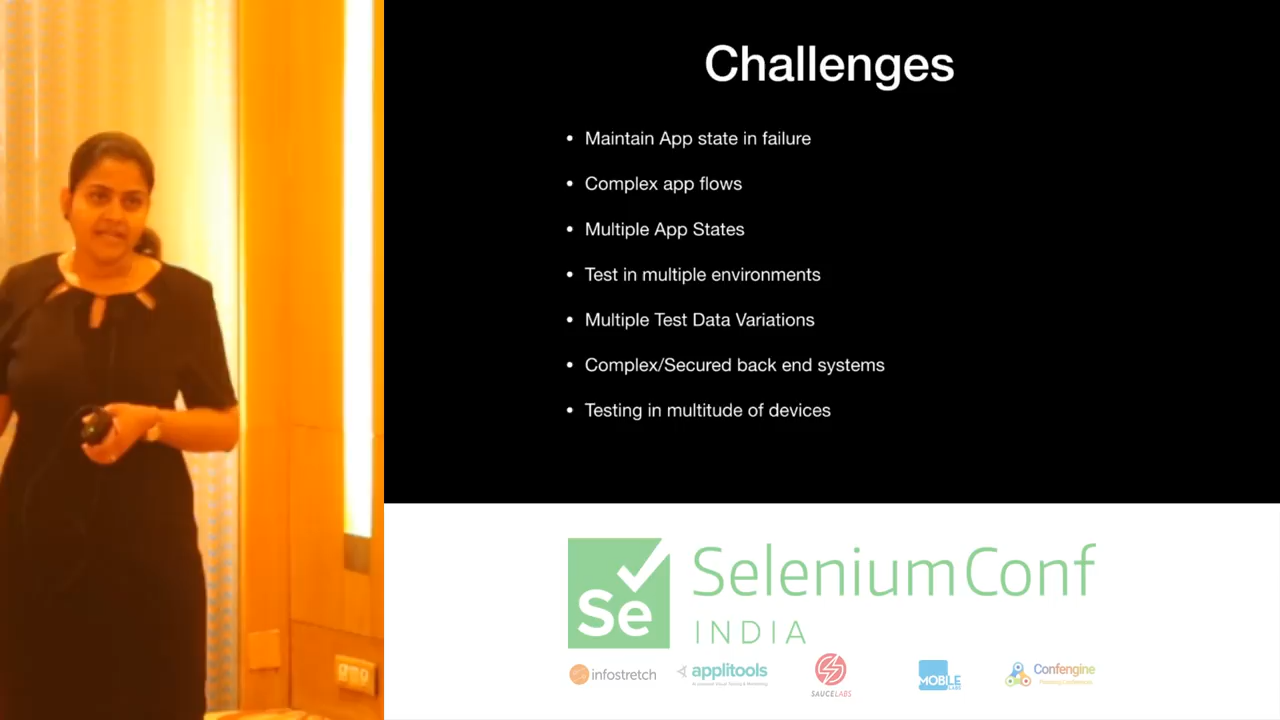 Challenges
• Maintain App state in failure
• Complex app flows
• Multiple App States
• Test in multiple environments
• Multiple Test Data Variations
• Complex/Secured back end systems
• Testing in multitude of devices
Se
SeleniumConf
INDIA
infostretch
applitools
SAUCELABS
MOBILE
LABS
Confengine